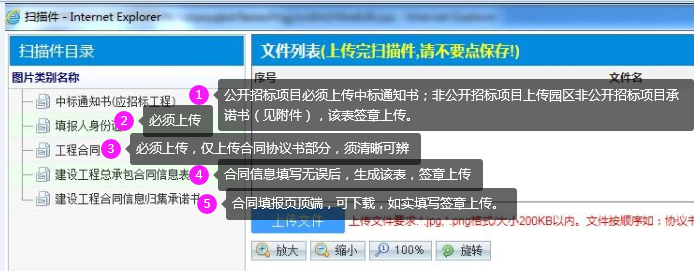 扫描件 - Internet Explorer
扫描件目录
文件列表(上传完扫描件,请不要点保存!)
图片类别名称
序号
文件名
中标通知书(应招标工程)
1
公开招标项目必须上传中标通知书；非公开招标项目上传园区非公开招标项目承
诺书（见附件），该表签章上传。
填报人身份证
2
必须上传
工程合同
3
必须上传，仅上传合同协议书部分，须清晰可辨
建设工程总承包合同信息表
4
合同信息填写无误后，生成该表，签章上传
建设工程合同信息归集承诺书
5
合同填报页顶端，可下载，如实填写签章上传。
上传文件
上传文件要求:*.jpg,*.png格式/大小200KB以内。文件按顺序如：协议书
放大
缩小
100%
旋转